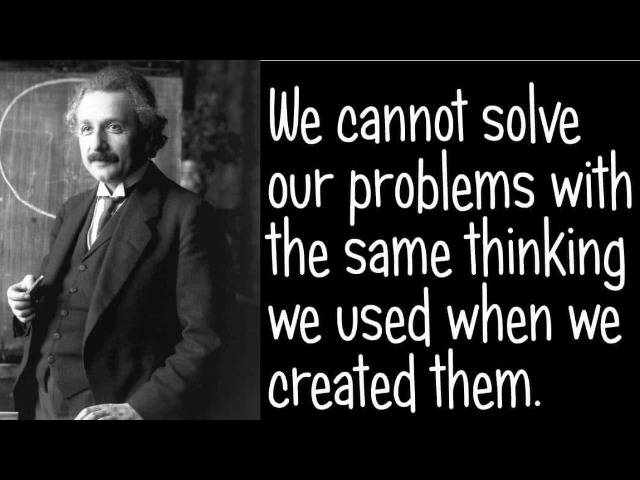 We cannot solve
our problems with
the same thinking
we used when we
created them.